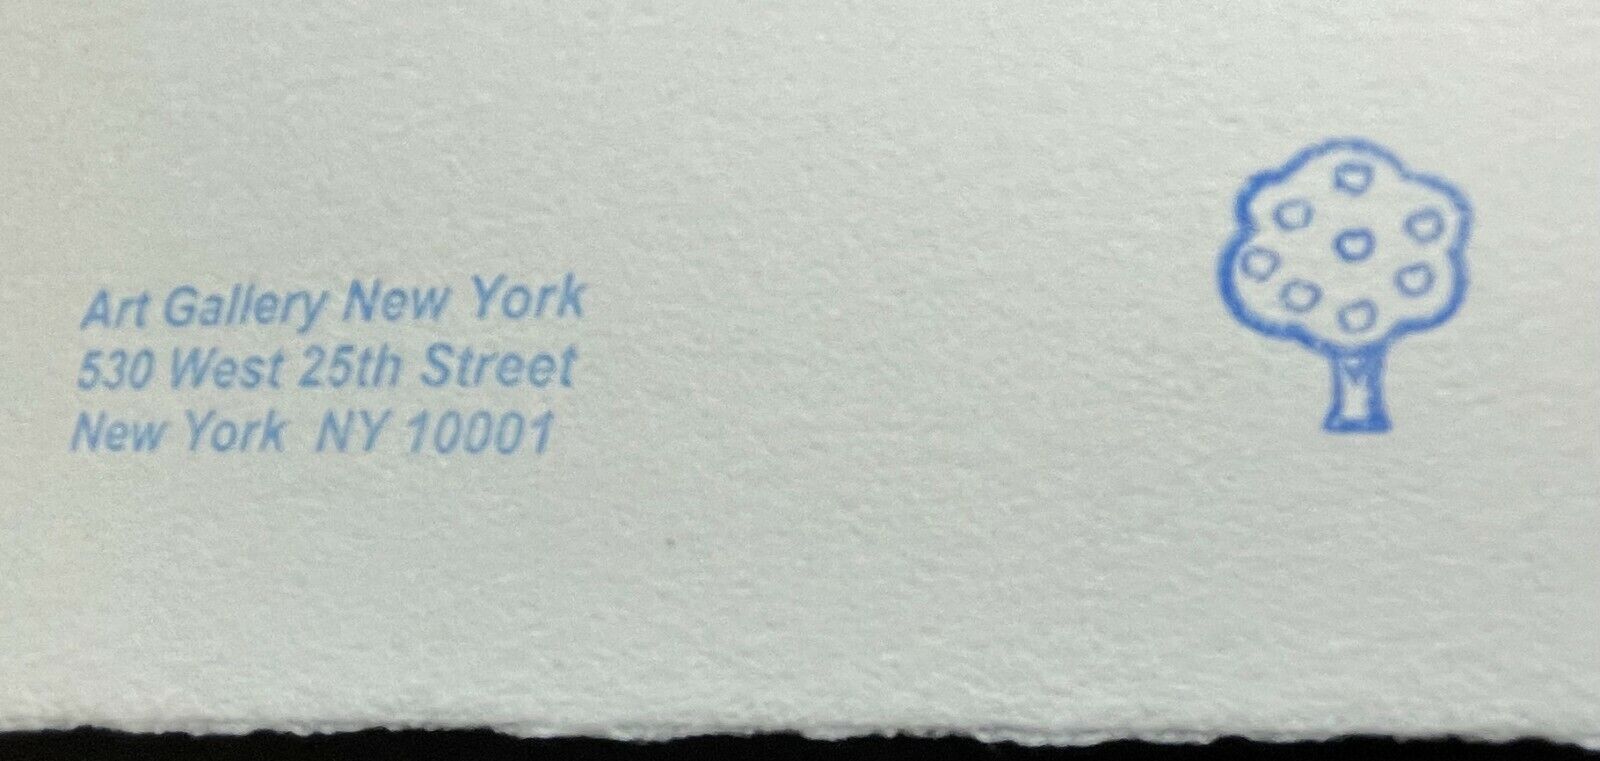 Art Gallery New York
530 West 25th Street
New York NY 10001